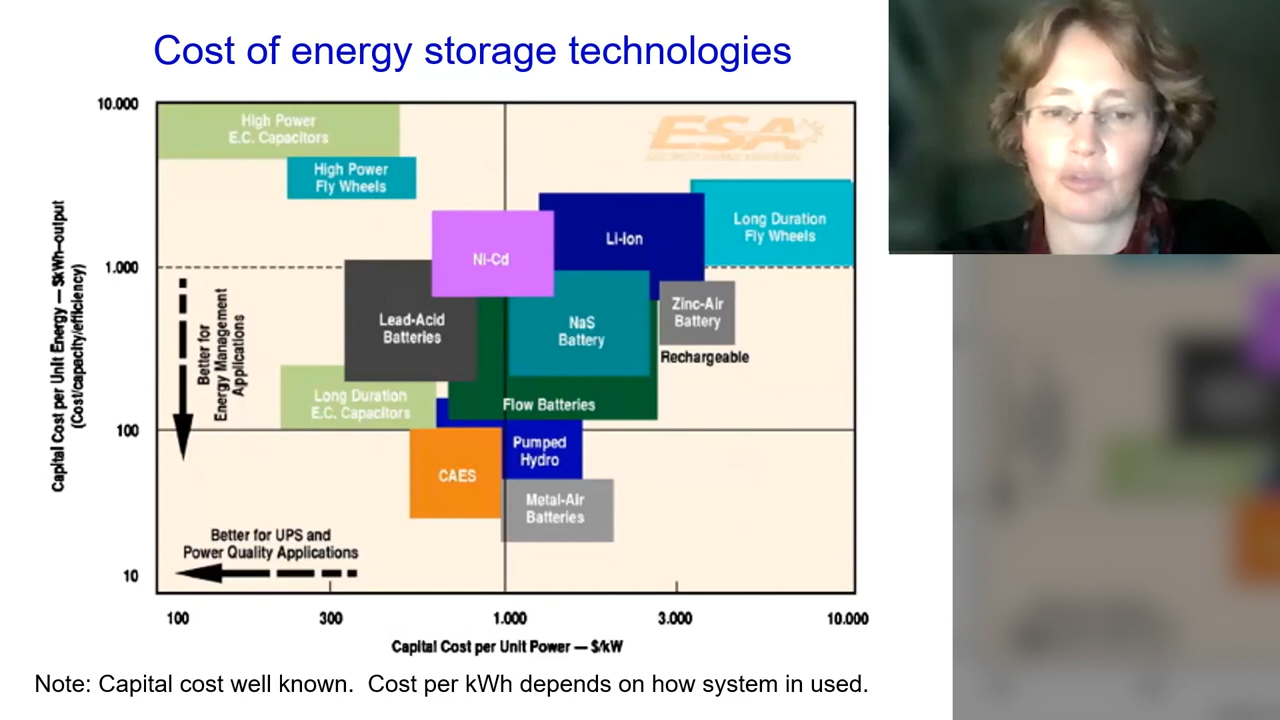 Cost of energy storage technologies
10.000
High Power
E.C. Capacitors
High Power
Fly Wheels
ESA
Long Duration
Fly Wheels
Li-Ion
Ni-Cd
1.000
Capital Cost per Unit Energy — $kWh-output
(Cost/capacity/efficiency)
Better for
Energy Management
Applications
Lead-Acid
Batteries
NaS
Battery
Zinc-Air
Battery
Rechargeable
Long Duration
E.C. Capacitors
Flow Batteries
100
Pumped
Hydro
CAES
Metal-Air
Batteries
Better for UPS and
Power Quality Applications
10
100
300
1.000
3.000
10.000
Capital Cost per Unit Power — $/kW
Note: Capital cost well known. Cost per kWh depends on how system in used.